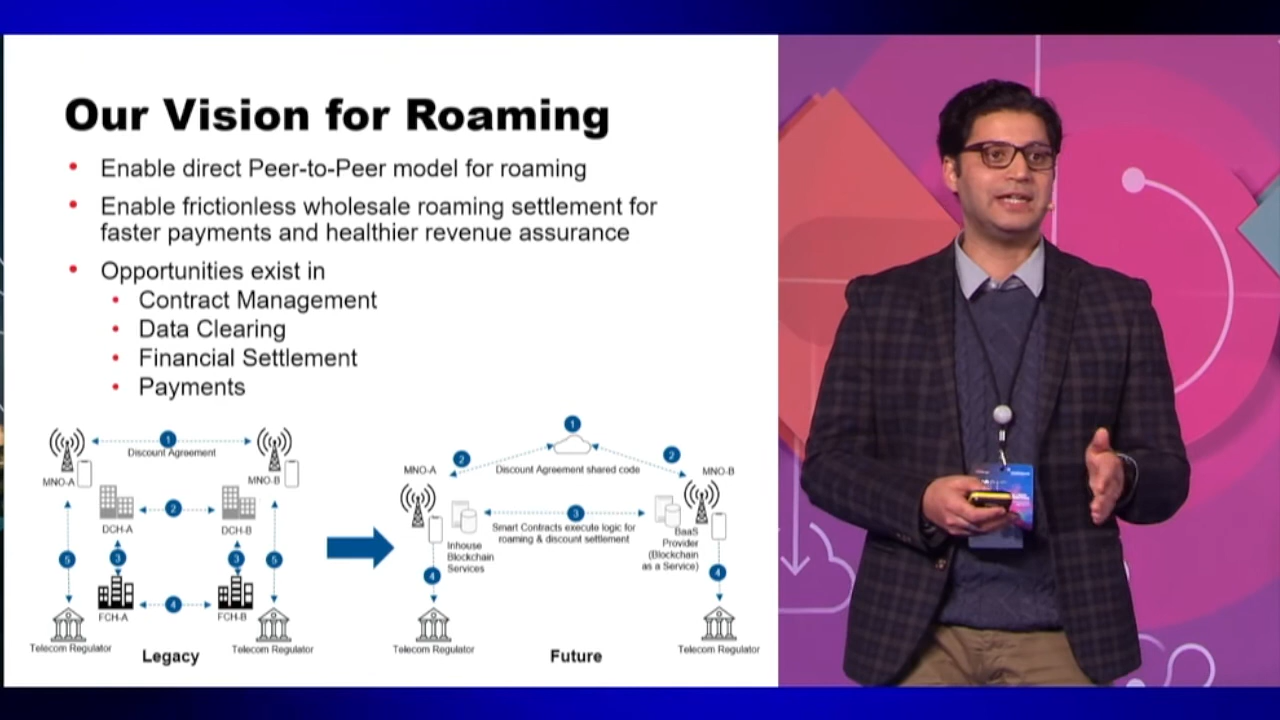 Our Vision for Roaming
Enable direct Peer-to-Peer model for roaming
Enable frictionless wholesale roaming settlement for
faster payments and healthier revenue assurance
Opportunities exist in
Contract Management
Data Clearing
Financial Settlement
Payments
1
Discount Agreement
MNO-A
MNO-B
2
DCH-A
DCH-B
5
3
3
5
4
FCH-A
FCH-B
Telecom Regulator
Telecom Regulator
Legacy
1
2
2
MNO-A
Discount Agreement shared code
MNO-B
3
Smart Contracts execute logic for
roaming & discount settlement
Inhouse
Blockchain
Services
BaaS
Provider
(Blockchain
as a Service)
4
4
Telecom Regulator
Telecom Regulator
Future